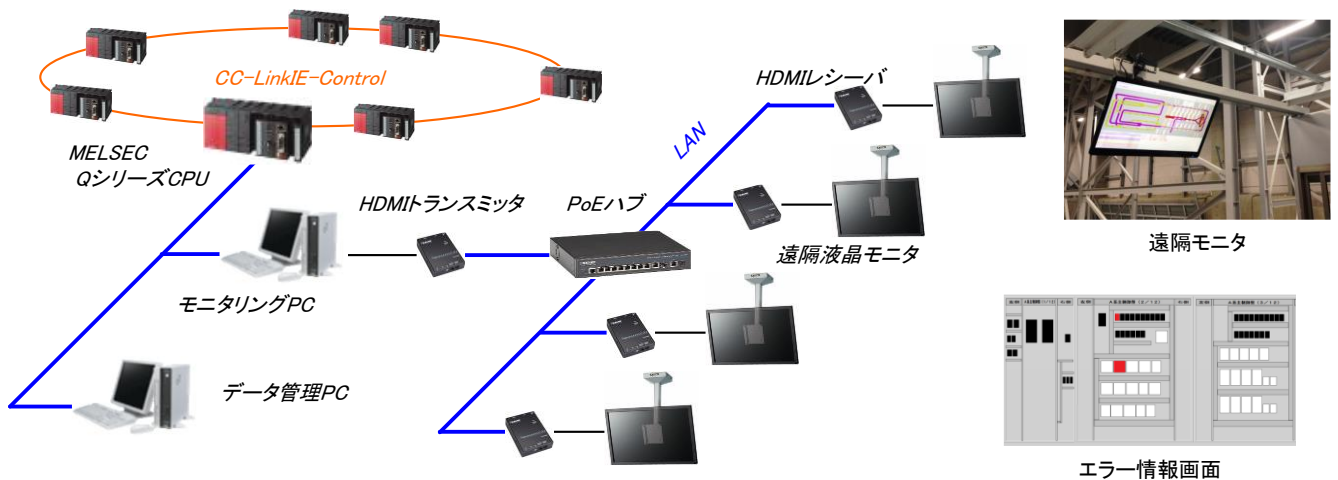 CC-LinkIE-Control
MELSEC
QシリーズCPU
HDMIトランスミッタ
PoEハブ
LAN
HDMIレシーバ
遠隔液晶モニタ
モニタリングPC
データ管理PC
遠隔モニタ
エラー情報画面